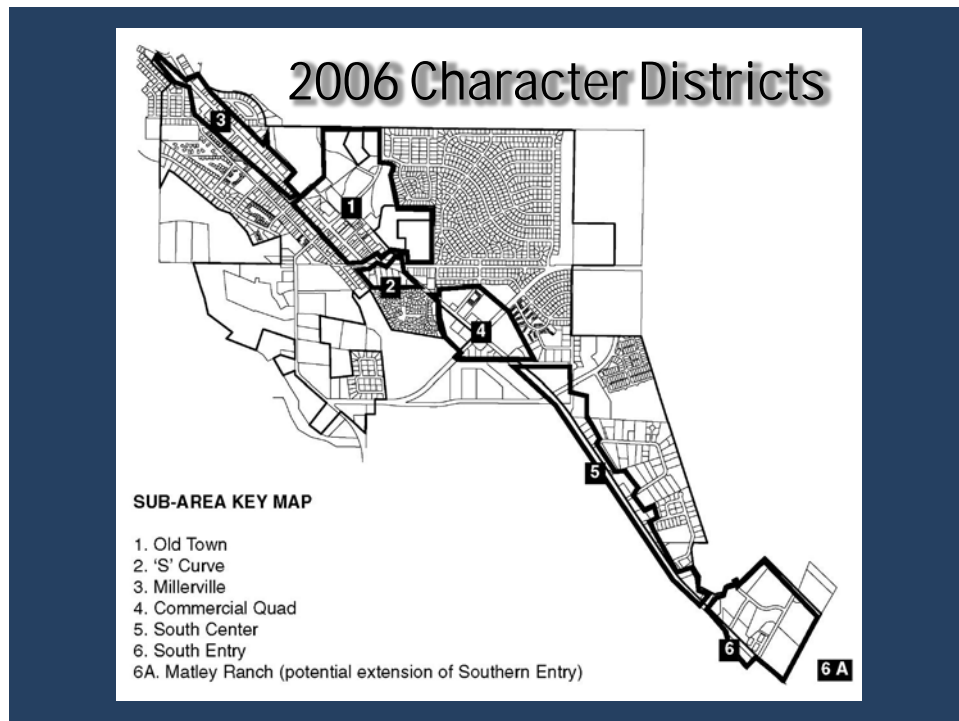 2006 Character Districts
3
1
2
4
5
SUB-AREA KEY MAP
1. Old Town
2. ‘S’ Curve
3. Millerville
4. Commercial Quad
5. South Center
6. South Entry
6A. Matley Ranch (potential extension of Southern Entry)
6
6 A